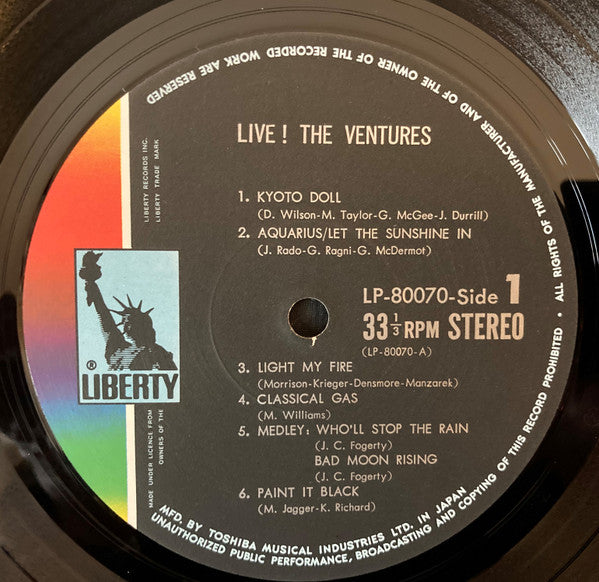 LIVE! THE VENTURES
1. KYOTO DOLL
(D. Wilson-M. Taylor-G. McGee-J. Durrill)
2. AQUARIUS/LET THE SUNSHINE IN
(J. Rado-G. Ragni-G. McDermot)
LP-80070-Side 1
33 1/3 RPM STEREO
(LP-80070-A)
3. LIGHT MY FIRE
(Morrison-Krieger-Densmore-Manzarek)
4. CLASSICAL GAS
(M. Williams)
5. MEDLEY: WHO'LL STOP THE RAIN
(J. C. Fogerty)
BAD MOON RISING
(J. C. Fogerty)
6. PAINT IT BLACK
(M. Jagger-K. Richard)
®
LIBERTY
LIBERTY RECORDS INC.
LIBERTY TRADE MARK
MADE UNDER LICENCE FROM
OWNERS OF THE
MFD. BY TOSHIBA MUSICAL INDUSTRIES LTD. IN JAPAN
UNAUTHORIZED PUBLIC PERFORMANCE, BROADCASTING AND COPYING OF THIS RECORD PROHIBITED • ALL RIGHTS OF THE MANUFACTURER AND OF THE OWNER OF THE RECORDED WORK ARE RESERVED